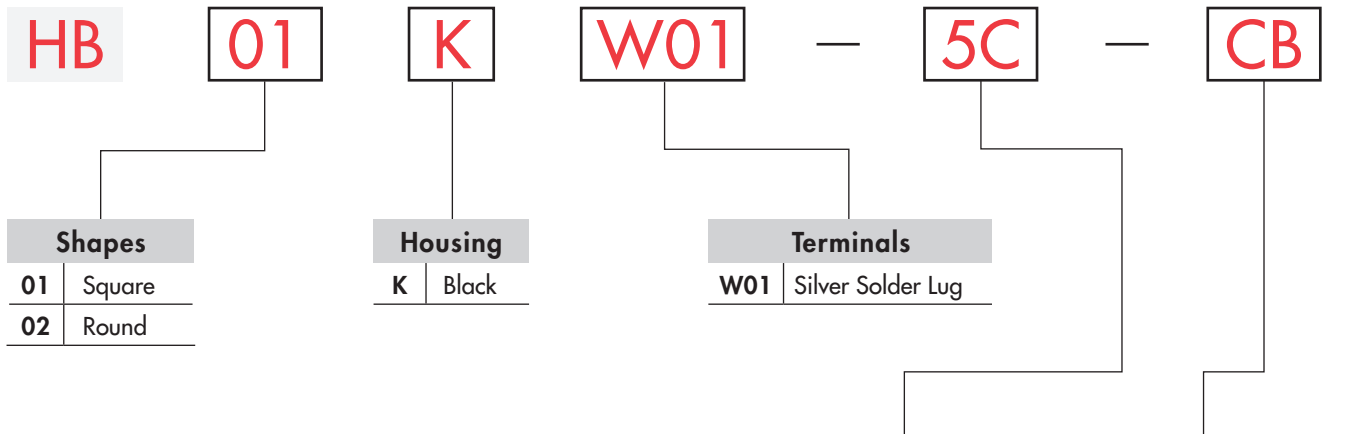 HB 01 K W01 — 5C — CB
Shapes Housing Terminals
01 Square K Black W01 Silver Solder Lug
02 Round